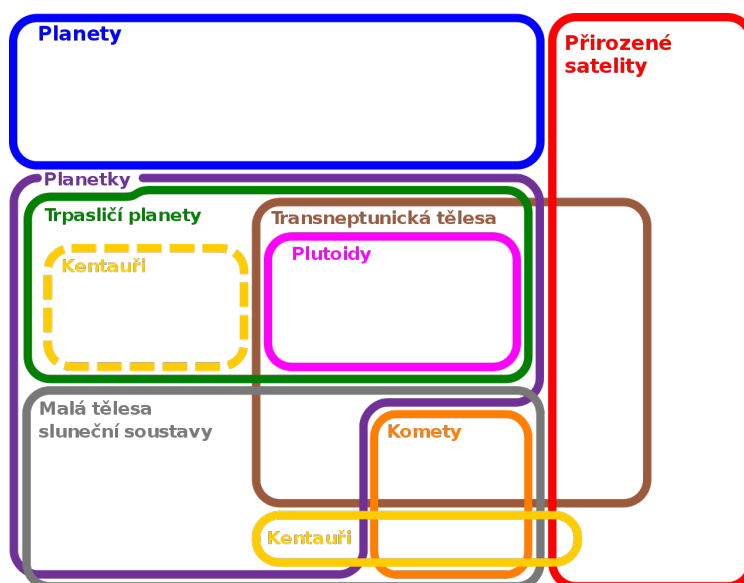 Planety
Přirozené
satelity
Planetky
Trpasličí planety
Transneptunická tělesa
Kentauři
Plutoidy
Malá tělesa
sluneční soustavy
Komety
Kentauři